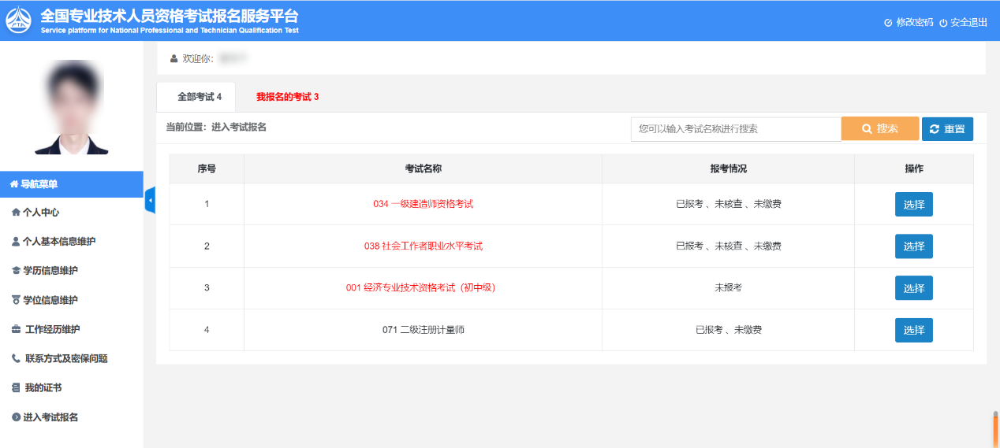 全国专业技术人员资格考试报名服务平台
Service platform for National Professional and Technician Qualification Test
修改密码 安全退出
欢迎你:
全部考试 4 我报名的考试 3
当前位置：进入考试报名
您可以输入考试名称进行搜索 搜索 重置
导航菜单
个人中心
个人基本信息维护
学历信息维护
学位信息维护
工作经历维护
联系方式及密保问题
我的证书
进入考试报名
序号 考试名称 报考情况 操作
1 034 一级建造师资格考试 已报考 、未核查 、未缴费 选择
2 038 社会工作者职业水平考试 已报考 、未核查 、未缴费 选择
3 001 经济专业技术资格考试（初中级） 未报考 选择
4 071 二级注册计量师 已报考 、未缴费 选择